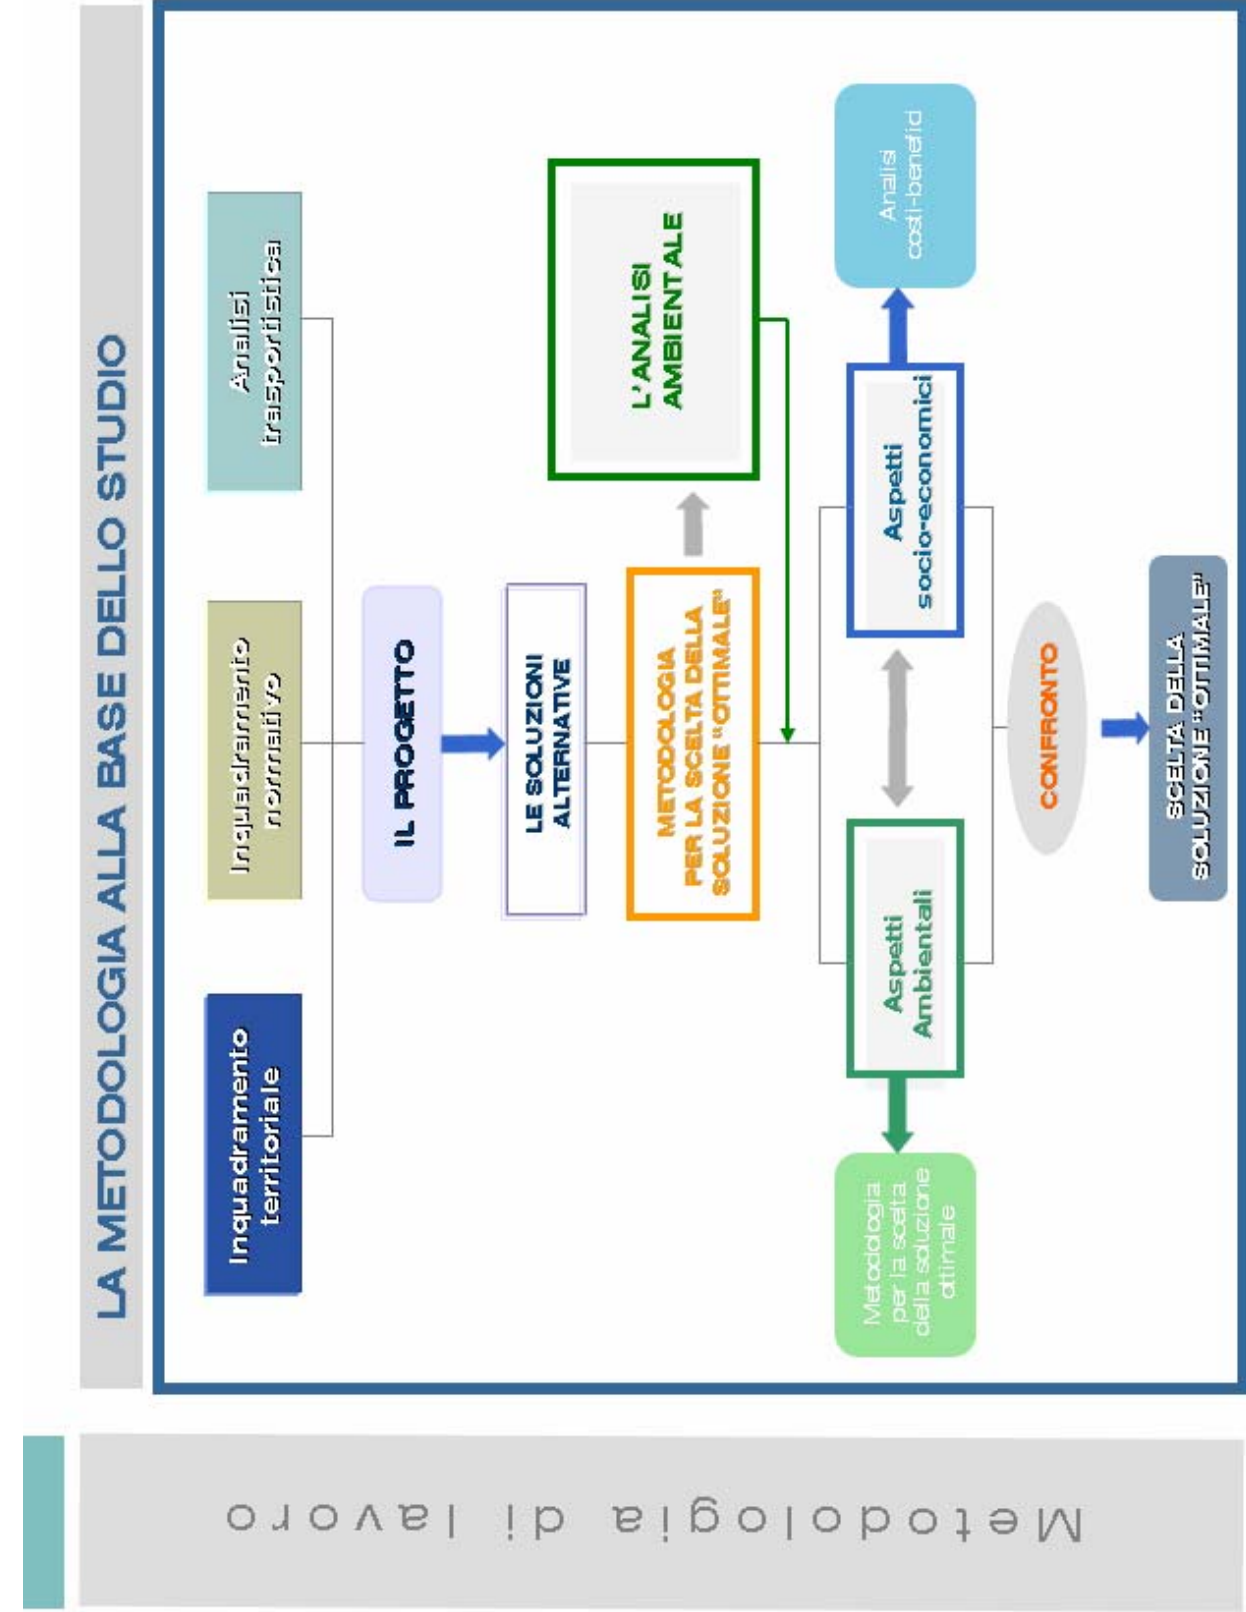 LA METODOLOGIA ALLA BASE DELLO STUDIO
Metodologia di lavoro
Inquadramento
territoriale
Inquadramento
normativo
Analisi
trasportistica
IL PROGETTO
LE SOLUZIONI
ALTERNATIVE
METODOLOGIA
PER LA SCELTA DELLA
SOLUZIONE "OTTIMALE"
L'ANALISI
AMBIENTALE
Metodologia
per la scelta
della soluzione
ottimale
Aspetti
Ambientali
Aspetti
socio-economici
Analisi
costi-benefici
CONFRONTO
SCELTA DELLA
SOLUZIONE "OTTIMALE"